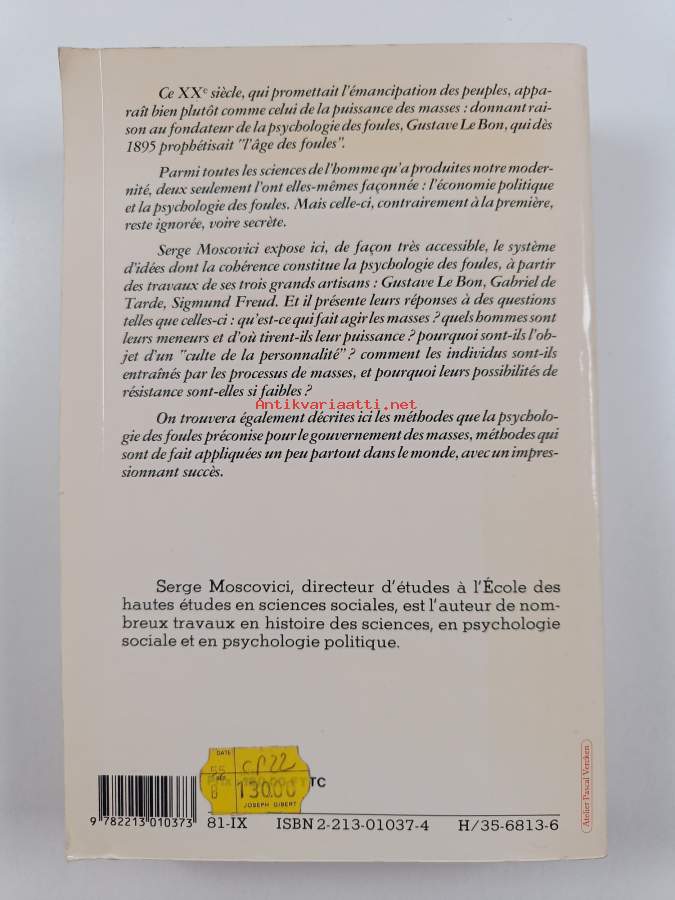 Ce XXe siècle, qui promettait l'émancipation des peuples, appa-
raît bien plutôt comme celui de la puissance des masses : donnant rai-
son au fondateur de la psychologie des foules, Gustave Le Bon, qui dès
1895 prophétisait "l'âge des foules".
Parmi toutes les sciences de l'homme qu'a produites notre moder-
nité, deux seulement l'ont elles-mêmes façonnée : l'économie politique
et la psychologie des foules. Mais celle-ci, contrairement à la première,
reste ignorée, voire secrète.
Serge Moscovici expose ici, de façon très accessible, le système
d'idées dont la cohérence constitue la psychologie des foules, à partir
des travaux de ses trois grands artisans : Gustave Le Bon, Gabriel de
Tarde, Sigmund Freud. Et il présente leurs réponses à des questions
telles que celles-ci : qu'est-ce qui fait agir les masses ? quels hommes sont
leurs meneurs et d'où tirent-ils leur puissance ? pourquoi sont-ils l'ob-
jet d'un "culte de la personnalité" ? comment les individus sont-ils
entraînés par les processus de masses, et pourquoi leurs possibilités de
résistance sont-elles si faibles ?
Antikvariaatti.net
On trouvera également décrites ici les méthodes que la psycholo-
gie des foules préconise pour le gouvernement des masses, méthodes qui
sont de fait appliquées un peu partout dans le monde, avec un impres-
sionnant succès.
Serge Moscovici, directeur d'études à l'École des
hautes études en sciences sociales, est l'auteur de nom-
breux travaux en histoire des sciences, en psychologie
sociale et en psychologie politique.
Atelier Pascal Vercken
DATE
CP22
130.00
TTC
JOSEPH GIBERT
9 782213 010373
81-IX ISBN 2-213-01037-4 H/35-6813-6